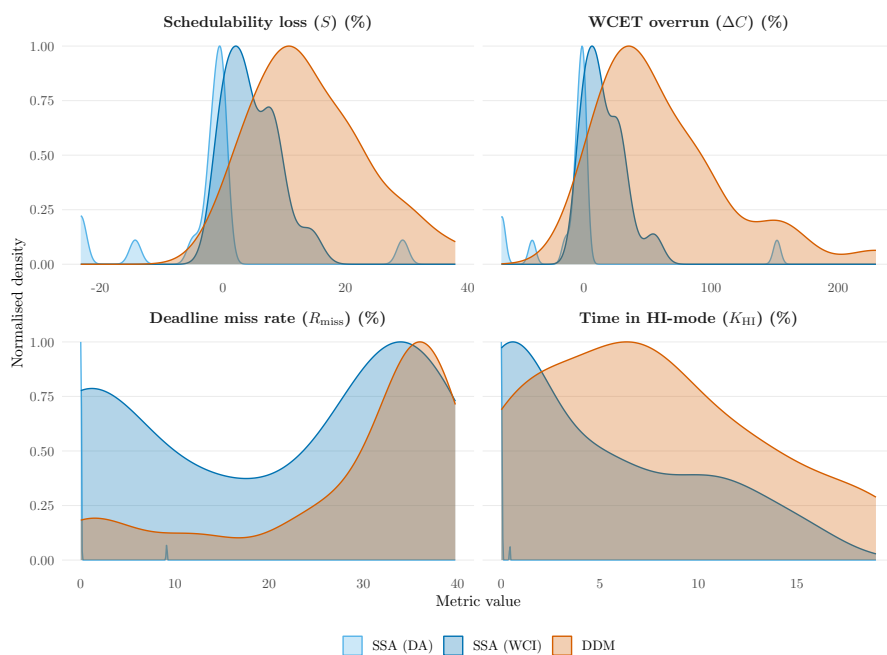 Schedulability loss (S) (%)
WCET overrun (ΔC) (%)
1.00
0.75
0.50
0.25
0.00
-20 0 20 40
0 100 200
Normalised density
Deadline miss rate (R_miss) (%)
Time in HI-mode (K_HI) (%)
1.00
0.75
0.50
0.25
0.00
0 10 20 30 40
0 5 10 15
Metric value
SSA (DA) SSA (WCI) DDM